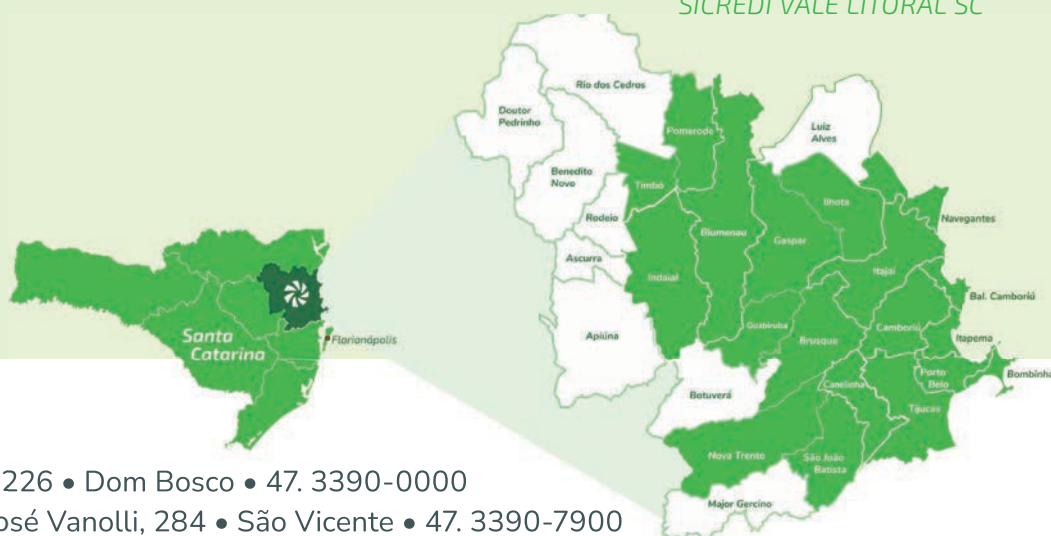 SICREDI VALE LITORAL SC
Rio dos Cedros
Doutor
Pedrinho
Pomerode
Luiz
Alves
Benedito
Novo
Timbó
Rodeio
Ilhota
Navegantes
Blumenau
Gaspar
Ascurra
Indaial
Itajaí
Bal. Camboriú
Apiúna
Guabiruba
Camboriú
Brusque
Itapema
Santa
Catarina
Florianópolis
Porto
Belo
Bombinha
Canelinha
Botuverá
Tijucas
Nova Trento
São João
Batista
Major Gercino
226 • Dom Bosco • 47. 3390-0000
osé Vanolli, 284 • São Vicente • 47. 3390-7900